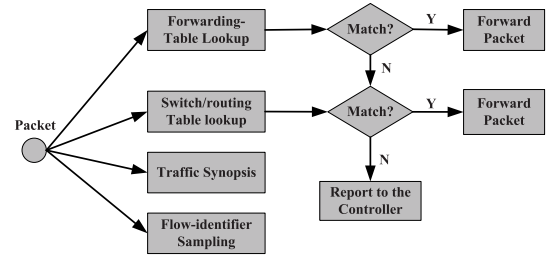 Forwarding-
Table Lookup
Match?
Y
Forward
Packet
N
Packet
Switch/routing
Table lookup
Match?
Y
Forward
Packet
N
Traffic Synopsis
Report to the
Controller
Flow-identifier
Sampling